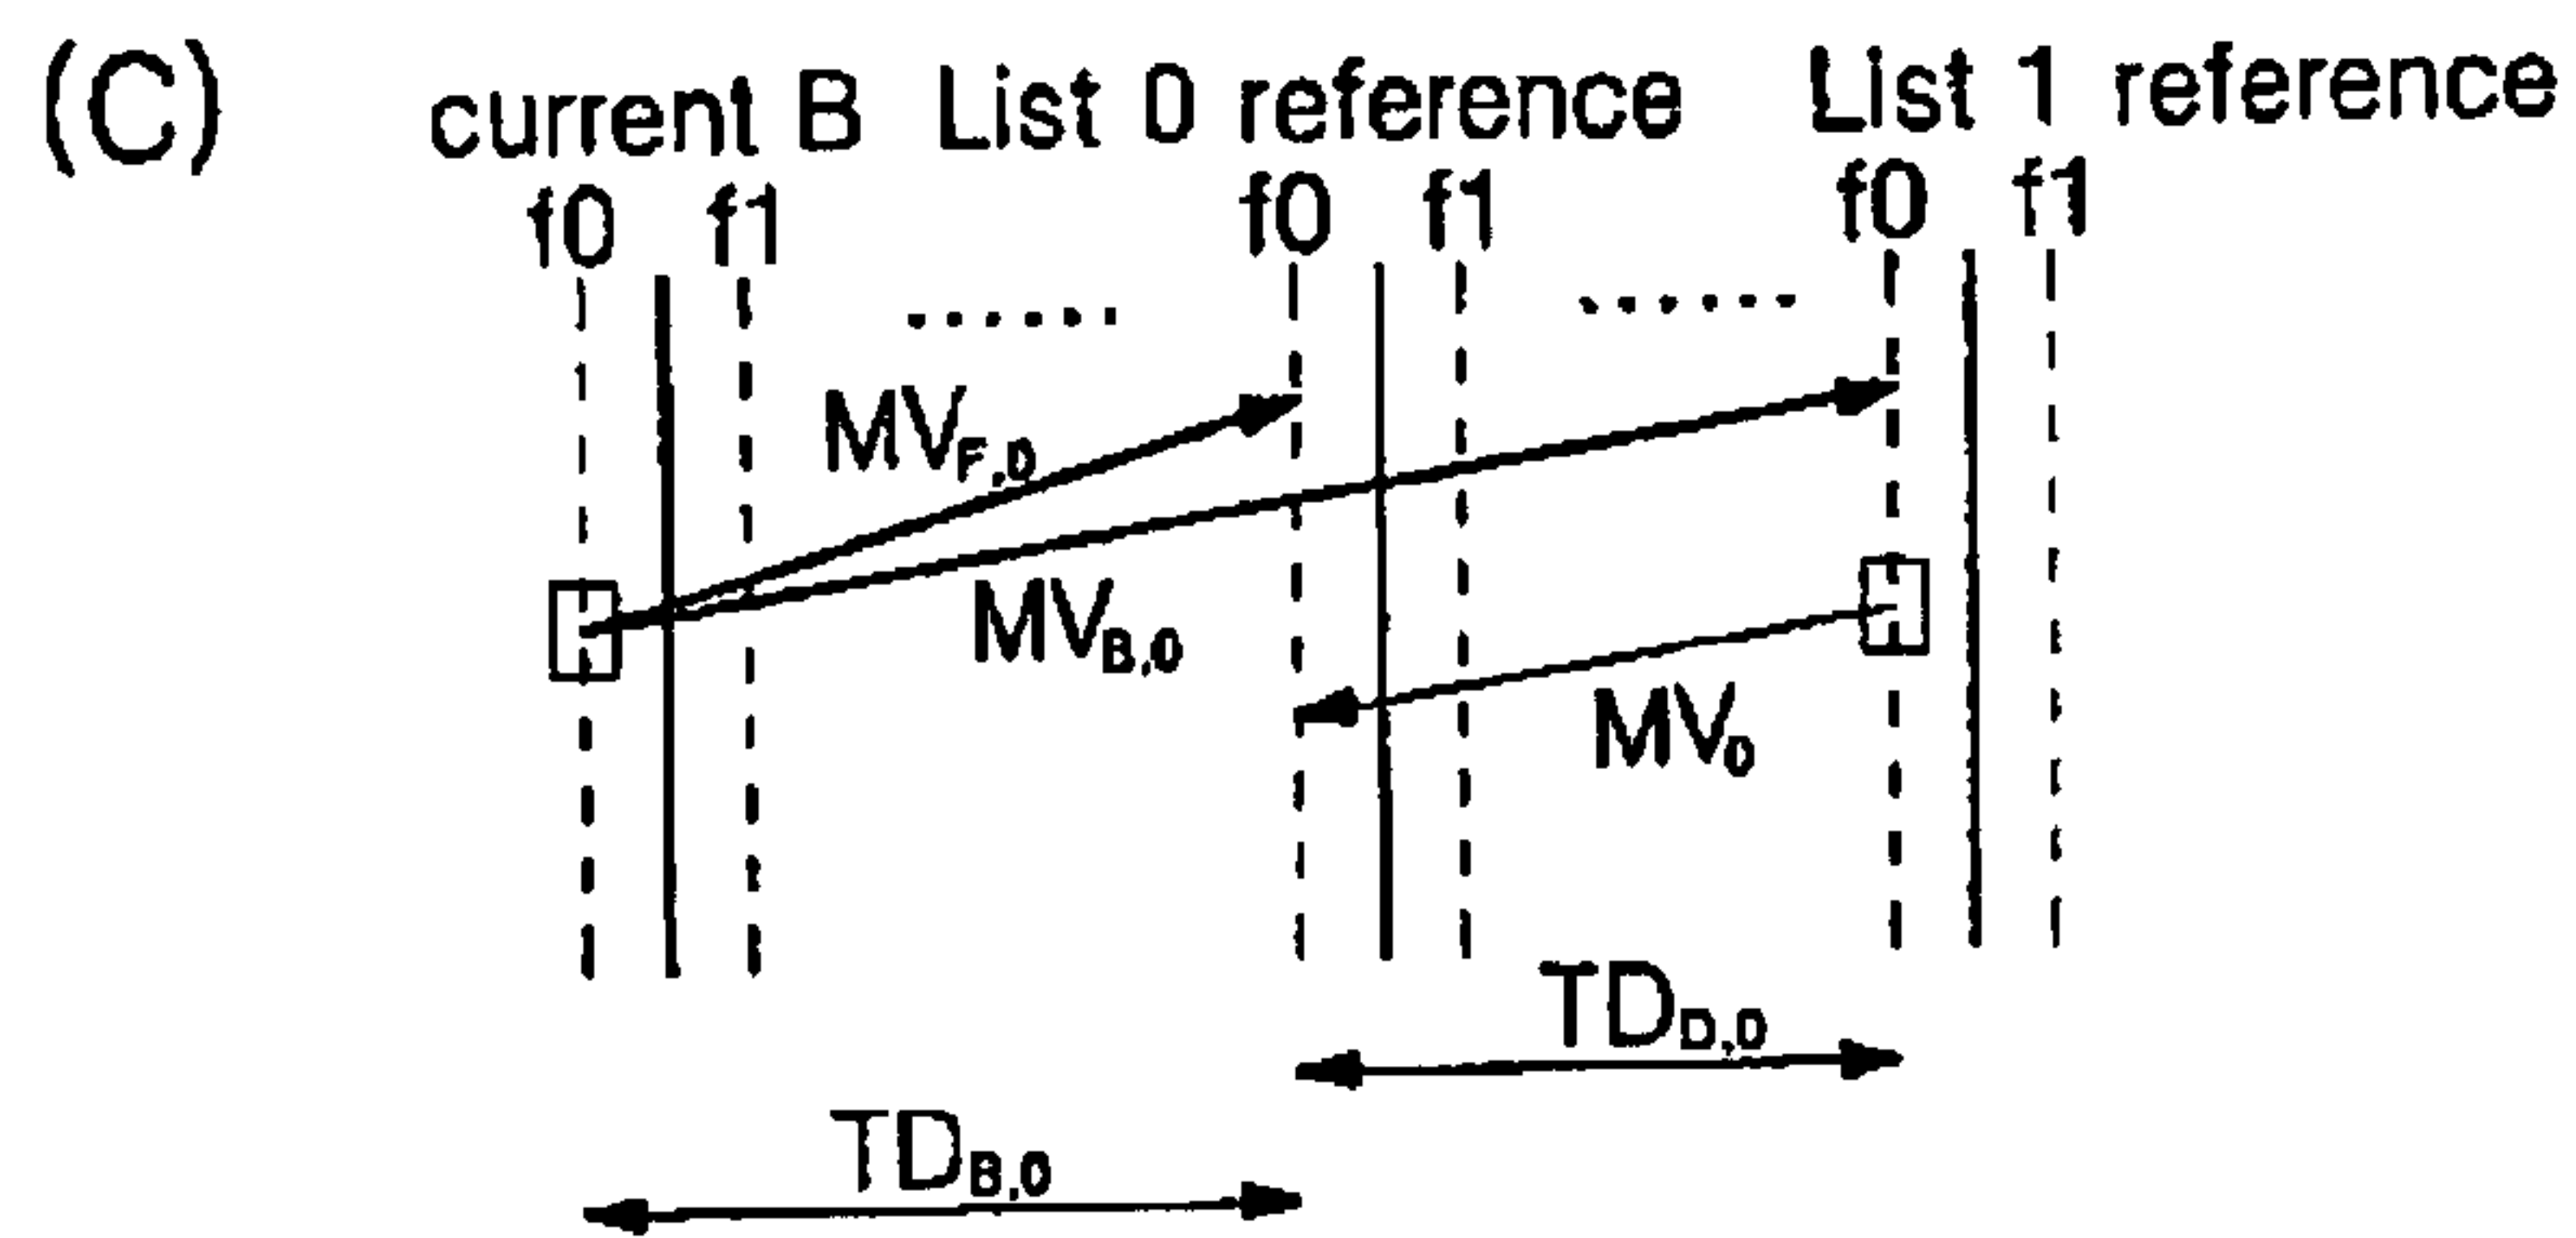 (C)
current B List 0 reference List 1 reference
f0 f1 f0 f1 f0 f1
MVF,0
MVB,0
MV0
TDD,0
TDB,0